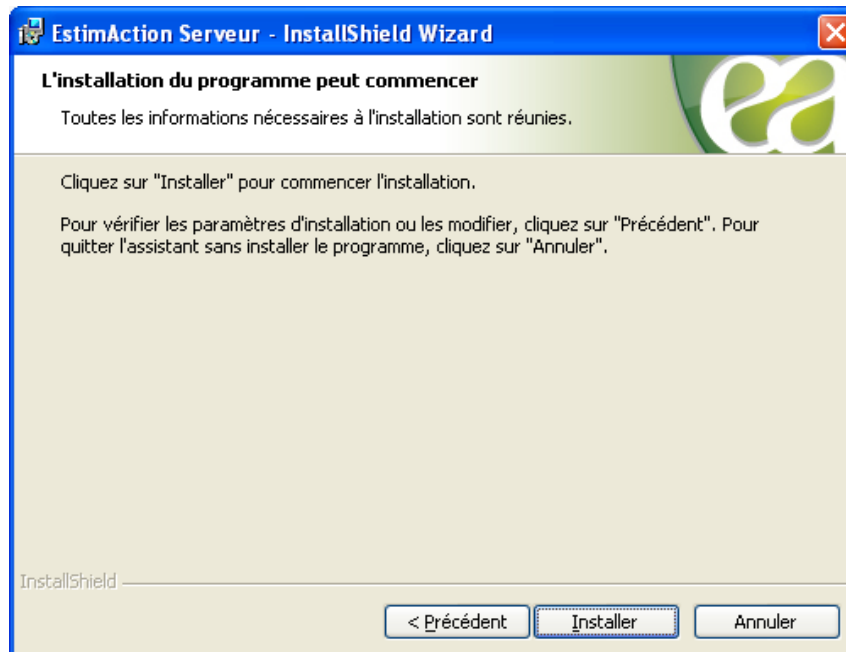 EstimAction Serveur - InstallShield Wizard
L'installation du programme peut commencer
Toutes les informations nécessaires à l'installation sont réunies.
ea
Cliquez sur "Installer" pour commencer l'installation.
Pour vérifier les paramètres d'installation ou les modifier, cliquez sur "Précédent". Pour
quitter l'assistant sans installer le programme, cliquez sur "Annuler".
InstallShield
< Précédent
Installer
Annuler